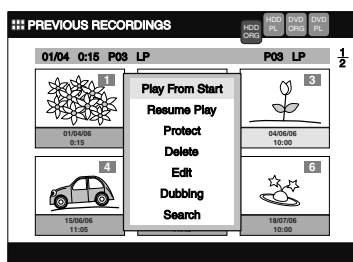 PREVIOUS RECORDINGS
HDD ORG
HDD PL
DVD ORG
DVD PL
01/04 0:15 P03 LP P03 LP
1/2
1
3
01/04/06
0:15
04/06/06
10:00
Play From Start
Resume Play
Protect
Delete
Edit
Dubbing
Search
4
6
15/06/06
11:05
18/07/06
10:00